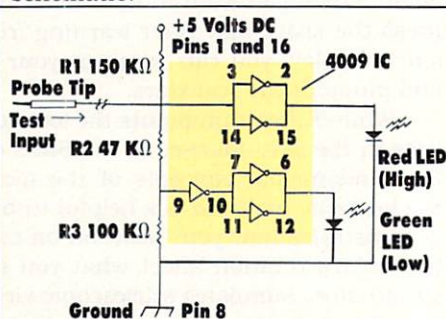 +5 Volts DC
Pins 1 and 16
R1 150 KΩ
4009 IC
3 2
Probe Tip
Test
Input
14 15
R2 47 KΩ
Red LED
(High)
7 6
9 10
11 12
R3 100 KΩ
Green
LED
(Low)
Ground Pin 8